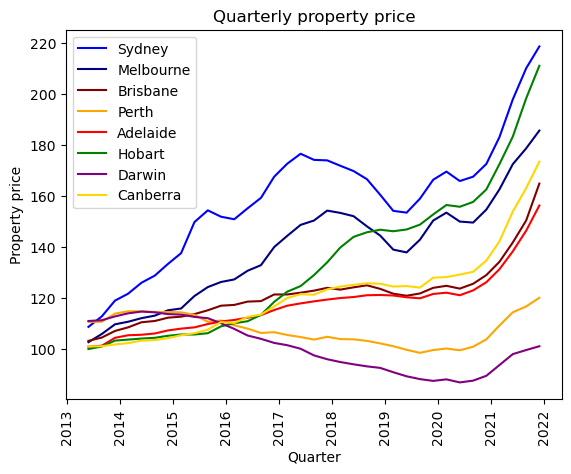 Quarterly property price
Property price
220
200
180
160
140
120
100
Sydney
Melbourne
Brisbane
Perth
Adelaide
Hobart
Darwin
Canberra
2013
2014
2015
2016
2017
2018
2019
2020
2021
2022
Quarter